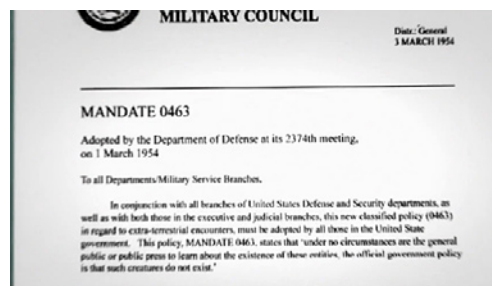 MILITARY COUNCIL
Distr.: General
3 MARCH 1954
MANDATE 0463
Adopted by the Department of Defense at its 2374th meeting,
on 1 March 1954
To all Departments/Military Service Branches,
In conjunction with all branches of United States Defense and Security departments, as
well as with both those in the executive and judicial branches, this new classified policy (0463)
in regard to extra-terrestrial encounters, must be adopted by all those in the United State
government. This policy, MANDATE 0463, states that "under no circumstances are the general
public or public press to learn about the existence of these entities, the official government policy
is that such creatures do not exist."